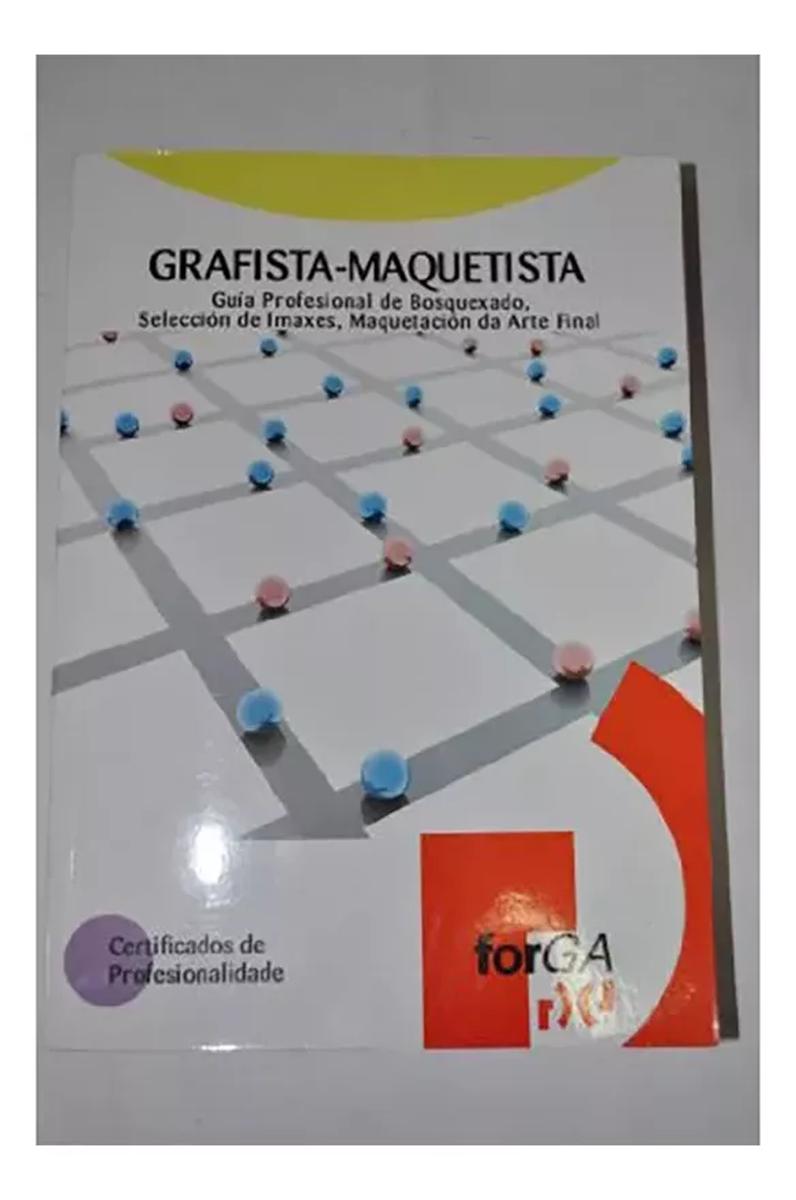 GRAFISTA-MAQUETISTA
Guía Profesional de Bosquexado,
Selección de Imaxes, Maquetación da Arte Final
Certificados de
Profesionalidade
forGA